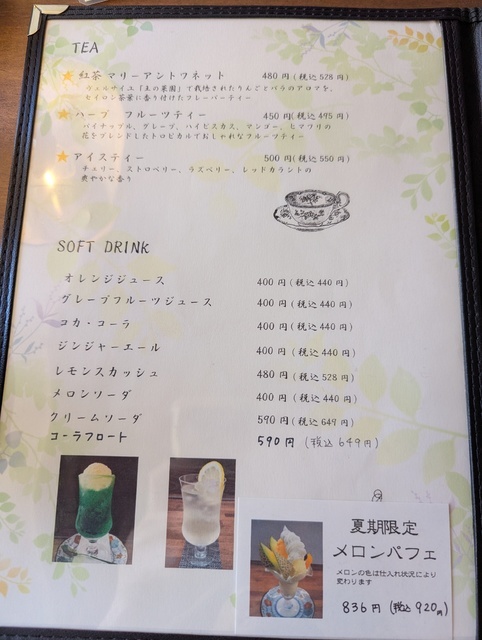 TEA
★紅茶 マリーアントワネット 480円(税込528円)
ヴェルサイユ「王の菓園」で栽培されたりんごとバラのアロマを、
セイロン茶葉に香り付けたフレーバーティー
★ハーブ フルーツティー 450円(税込475円)
パイナップル、グレープ、ハイビスカス、マンゴー、ヒマワリの
花をブレンドしたトロピカルでおしゃれなフルーツティー
★アイスティー 500円(税込550円)
チェリー、ストロベリー、ラズベリー、レッドカラントの
爽やかな香り
SOFT DRINK
オレンジジュース 400円(税込440円)
グレープフルーツジュース 400円(税込440円)
コカ・コーラ 400円(税込440円)
ジンジャーエール 400円(税込440円)
レモンスカッシュ 480円(税込528円)
メロンソーダ 400円(税込440円)
クリームソーダ 590円(税込649円)
コーラフロート 590円(税込649円)
夏期限定
メロンパフェ
メロンの色は仕入れ状況により
変わります
836円(税込920円)